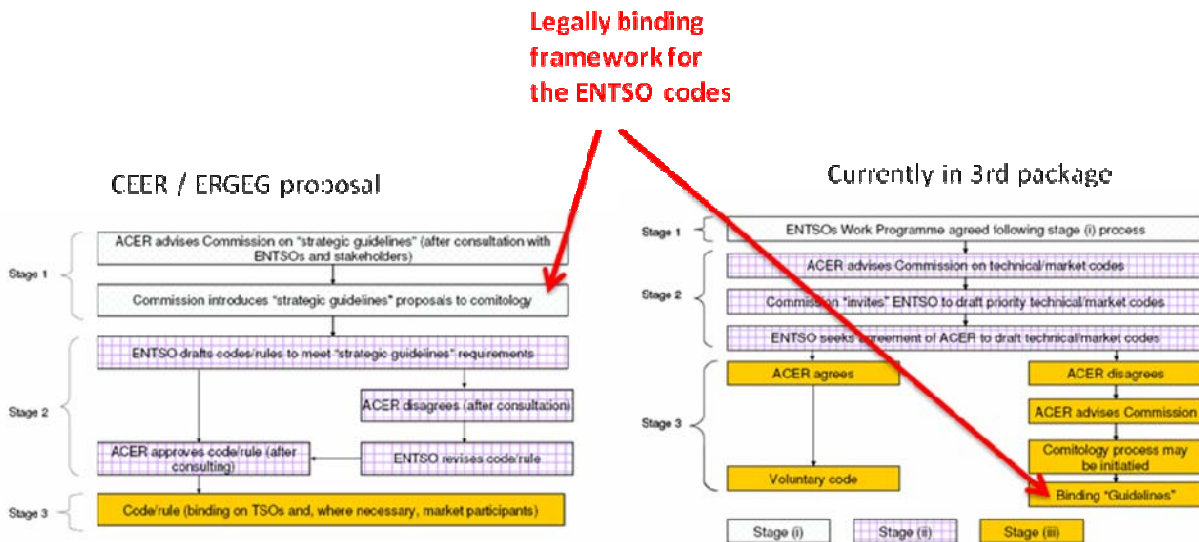 Legally binding
framework for
the ENTSO codes
CEER / ERGEG proposal
Stage 1
ACER advises Commission on "strategic guidelines" (after consultation with
ENTSOs and stakeholders)
Commission introduces "strategic guidelines" proposals to comitology
Stage 2
ENTSO drafts codes/rules to meet "strategic guidelines" requirements
ACER disagrees (after consultation)
ACER approves code/rule (after
consulting)
ENTSO revises code/rule
Stage 3
Code/rule (binding on TSOs and, where necessary, market participants)
Currently in 3rd package
Stage 1
ENTSOs Work Programme agreed following stage (i) process
Stage 2
ACER advises Commission on technical/market codes
Commission "invites" ENTSO to draft priority technical/market codes
ENTSO seeks agreement of ACER to draft technical/market codes
Stage 3
ACER agrees
ACER disagrees
ACER advises Commission
Comitology process may
be initiatied
Voluntary code
Binding "Guidelines"
Stage (i)
Stage (ii)
Stage (iii)